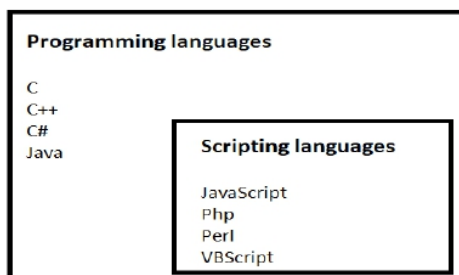 Programming languages
C
C++
C#
Java
Scripting languages
JavaScript
Php
Perl
VBScript